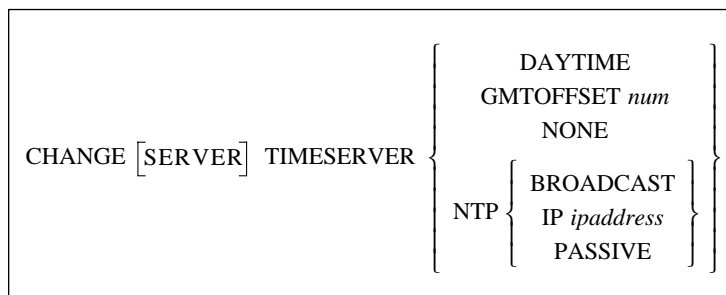 DAYTIME
GMTOFFSET num
NONE
CHANGE [SERVER] TIMESERVER
BROADCAST
NTP IP ipaddress
PASSIVE